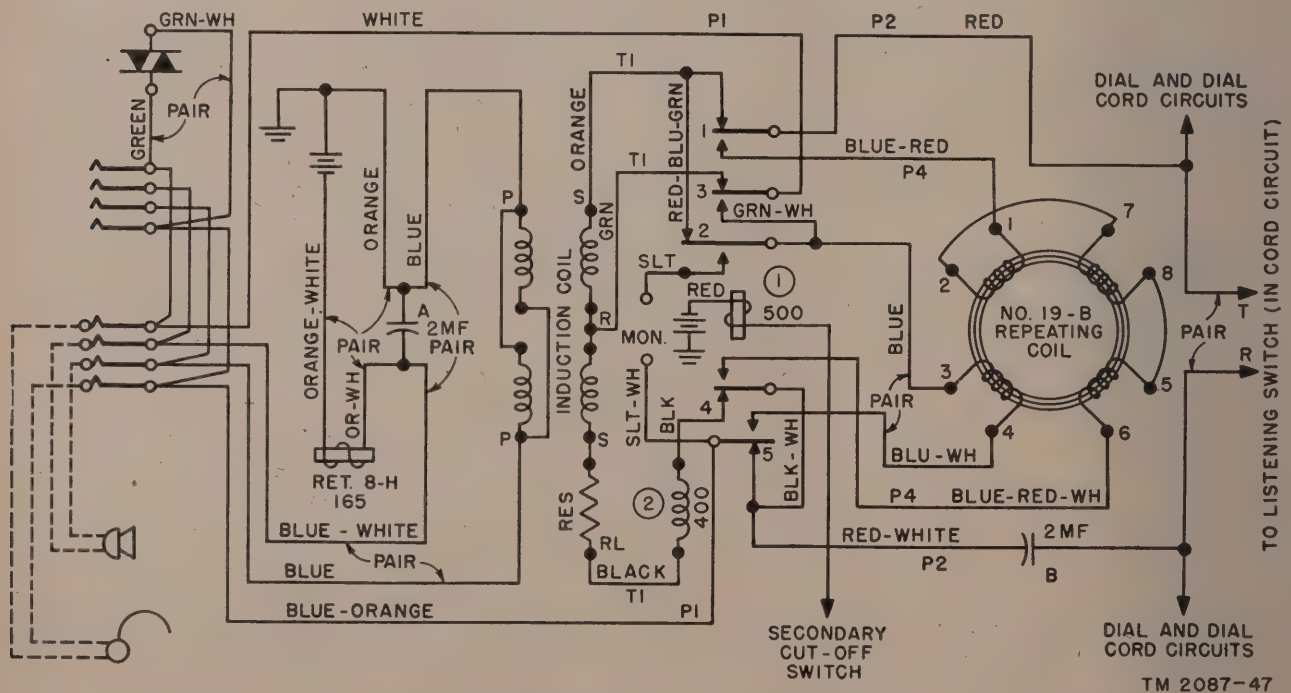 GRN-WH
WHITE
P1
P2
RED
T1
DIAL AND DIAL
CORD CIRCUITS
PAIR
GREEN
ORANGE
RED-BLU-GRN
1
BLUE-RED
P4
T1
3
GRN-WH
2
SLT
ORANGE-WHITE
ORANGE
BLUE
P
S
GRN
A
2MF
PAIR
PAIR
OR-WH
INDUCTION COIL
R
MON.
RED
1
500
BLUE
1
7
2
8
NO. 19-B
REPEATING
COIL
3
5
4
6
PAIR
T
R
TO LISTENING SWITCH (IN CORD CIRCUIT)
SLT-WH
BLK
4
5
BLK-WH
PAIR
BLU-WH
P
S
RET. 8-H
165
RES
2
400
P4
BLUE-RED-WH
BLUE-WHITE
PAIR
RL
RED-WHITE
2MF
P2
B
BLUE
BLACK
T1
BLUE-ORANGE
P1
SECONDARY
CUT-OFF
SWITCH
DIAL AND DIAL
CORD CIRCUITS
TM 2087-47